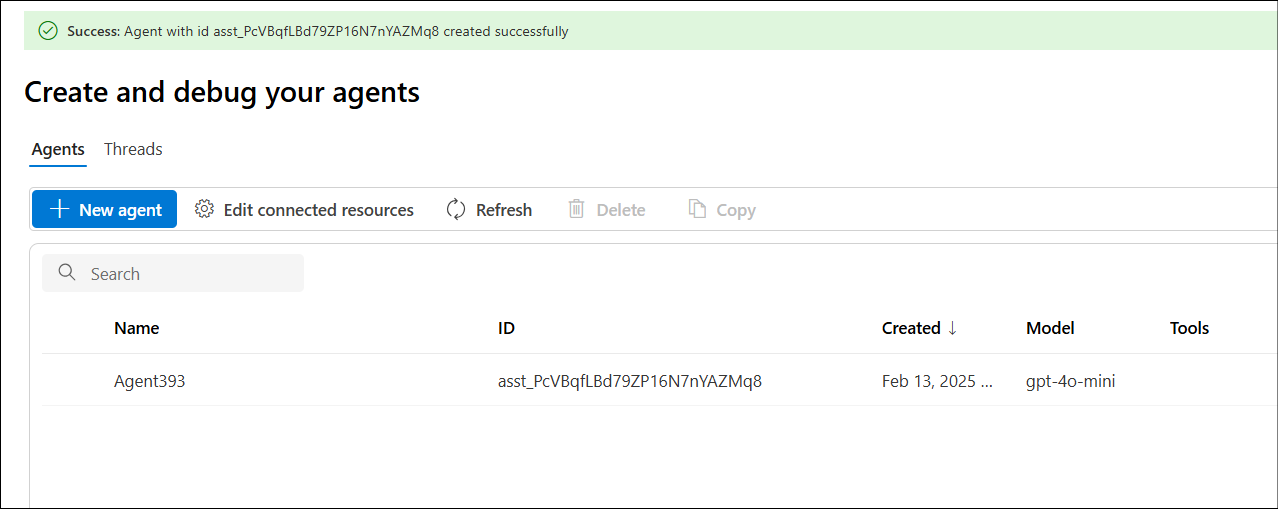 Success: Agent with id asst_PcVBqfLBd79ZP16N7nYAZMq8 created successfully
Create and debug your agents
Agents Threads
New agent Edit connected resources Refresh Delete Copy
Search
Name ID Created ↓ Model Tools
Agent393 asst_PcVBqfLBd79ZP16N7nYAZMq8 Feb 13, 2025 ... gpt-4o-mini